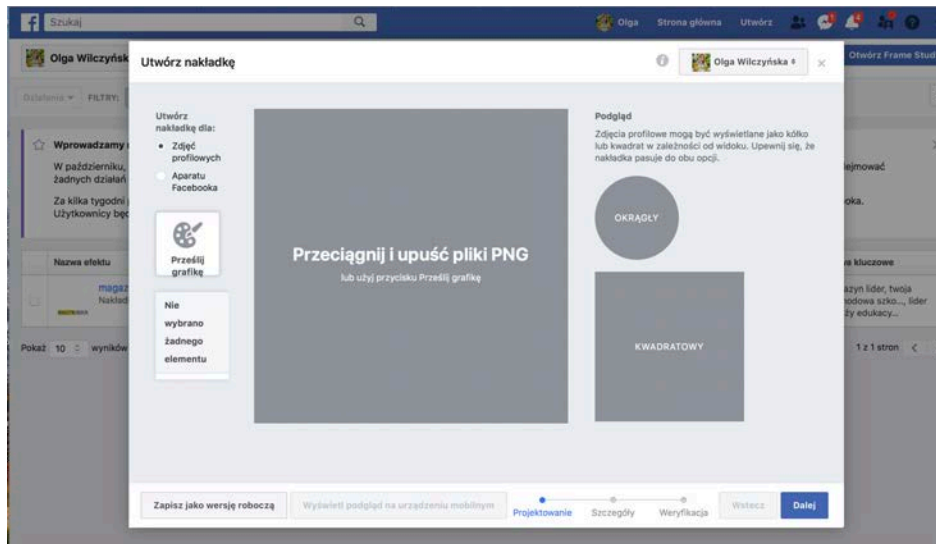 Szukaj
Olga
Strona główna
Utwórz
Olga Wilczyńsk
Otwórz Frame Stud
Utwórz nakładkę
Olga Wilczyńska
Działania
FILTRY:
Wprowadzamy
W październiku,
żadnych działań
Za kilka tygodni
Użytkownicy będ
ejmować
oka.
Utwórz
nakładkę dla:
Zdjęć
profilowych
Aparatu
Facebooka
Prześlij
grafikę
Nie
wybrano
żadnego
elementu
Przeciągnij i upuść pliki PNG
lub użyj przycisku Prześlij grafikę
Podgląd
Zdjęcia profilowe mogą być wyświetlane jako kółko
lub kwadrat w zależności od widoku. Upewnij się, że
nakładka pasuje do obu opcji.
OKRĄGŁY
KWADRATOWY
Nazwa efektu
magaz
Nakład
e kluczowe
azyn lider, twoja
odowa szko..., lider
ży edukacy...
Pokaż 10 wyników
1 z 1 stron
Zapisz jako wersję roboczą
Wyświetl podgląd na urządzeniu mobilnym
Projektowanie
Szczegóły
Weryfikacja
Wstecz
Dalej